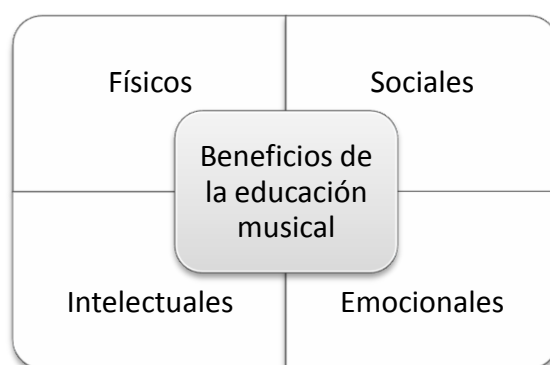 Físicos
Sociales
Beneficios de
la educación
musical
Intelectuales
Emocionales